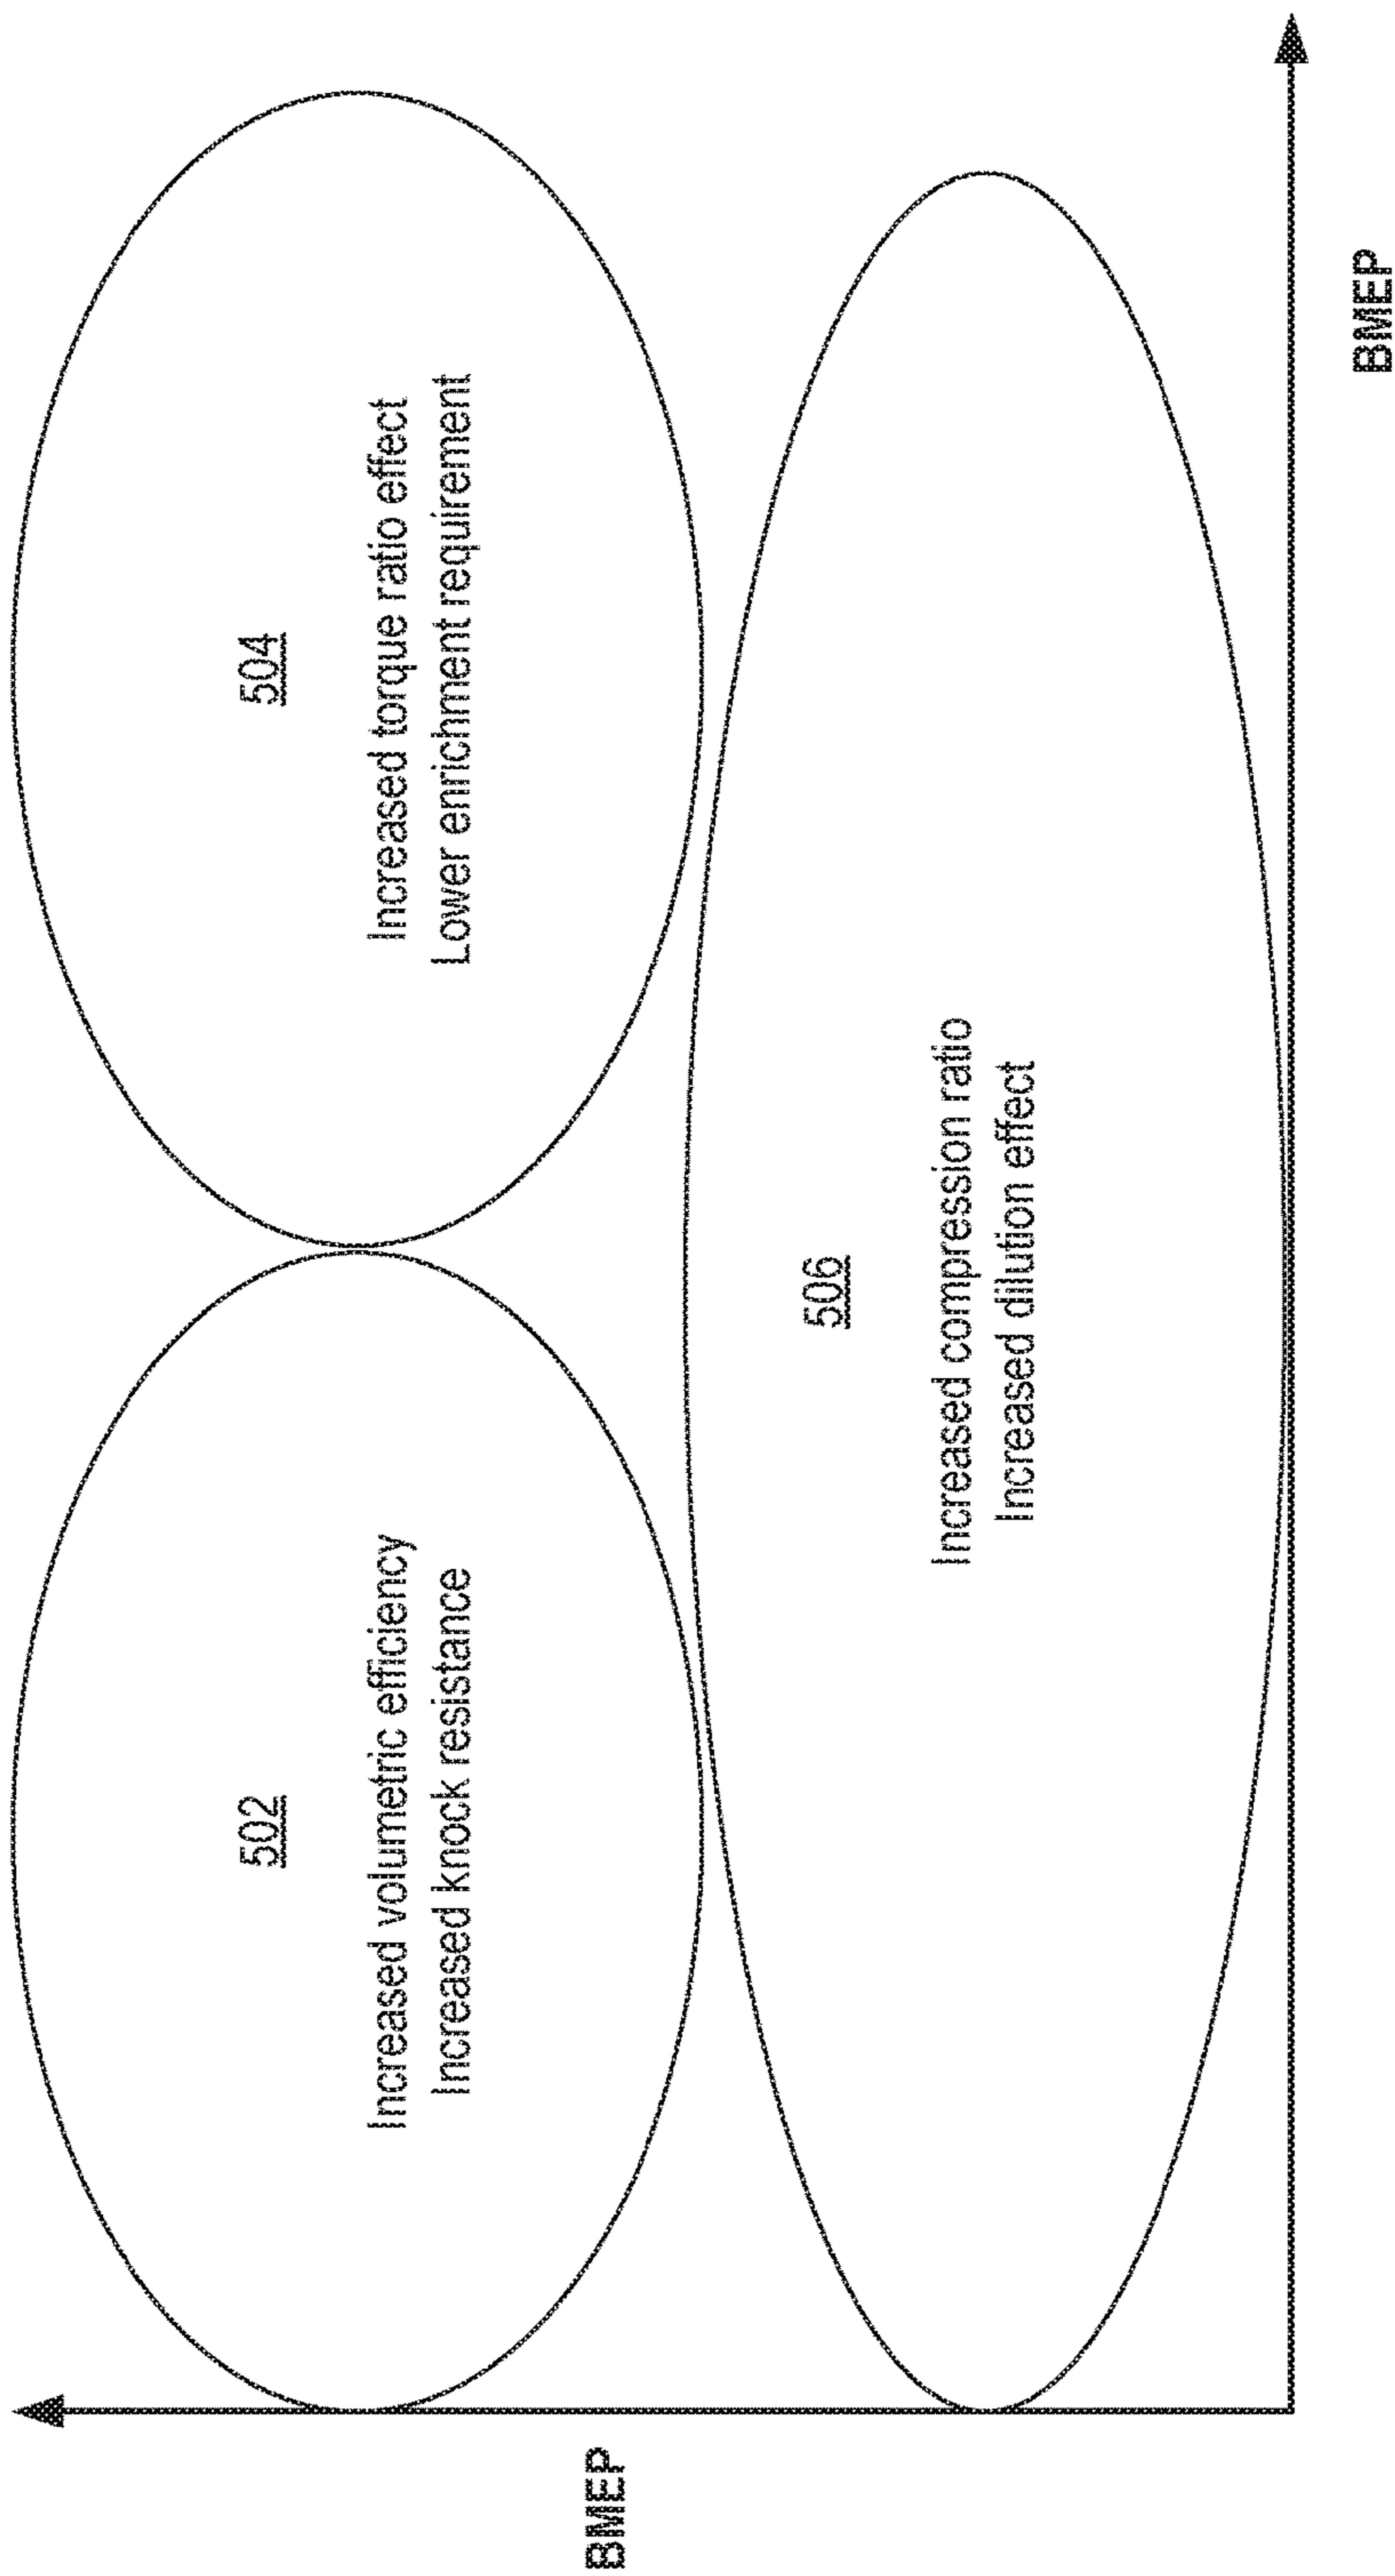 BMEP
502
Increased volumetric efficiency
Increased knock resistance
504
Increased torque ratio effect
Lower enrichment requirement
506
Increased compression ratio
Increased dilution effect
BMEP